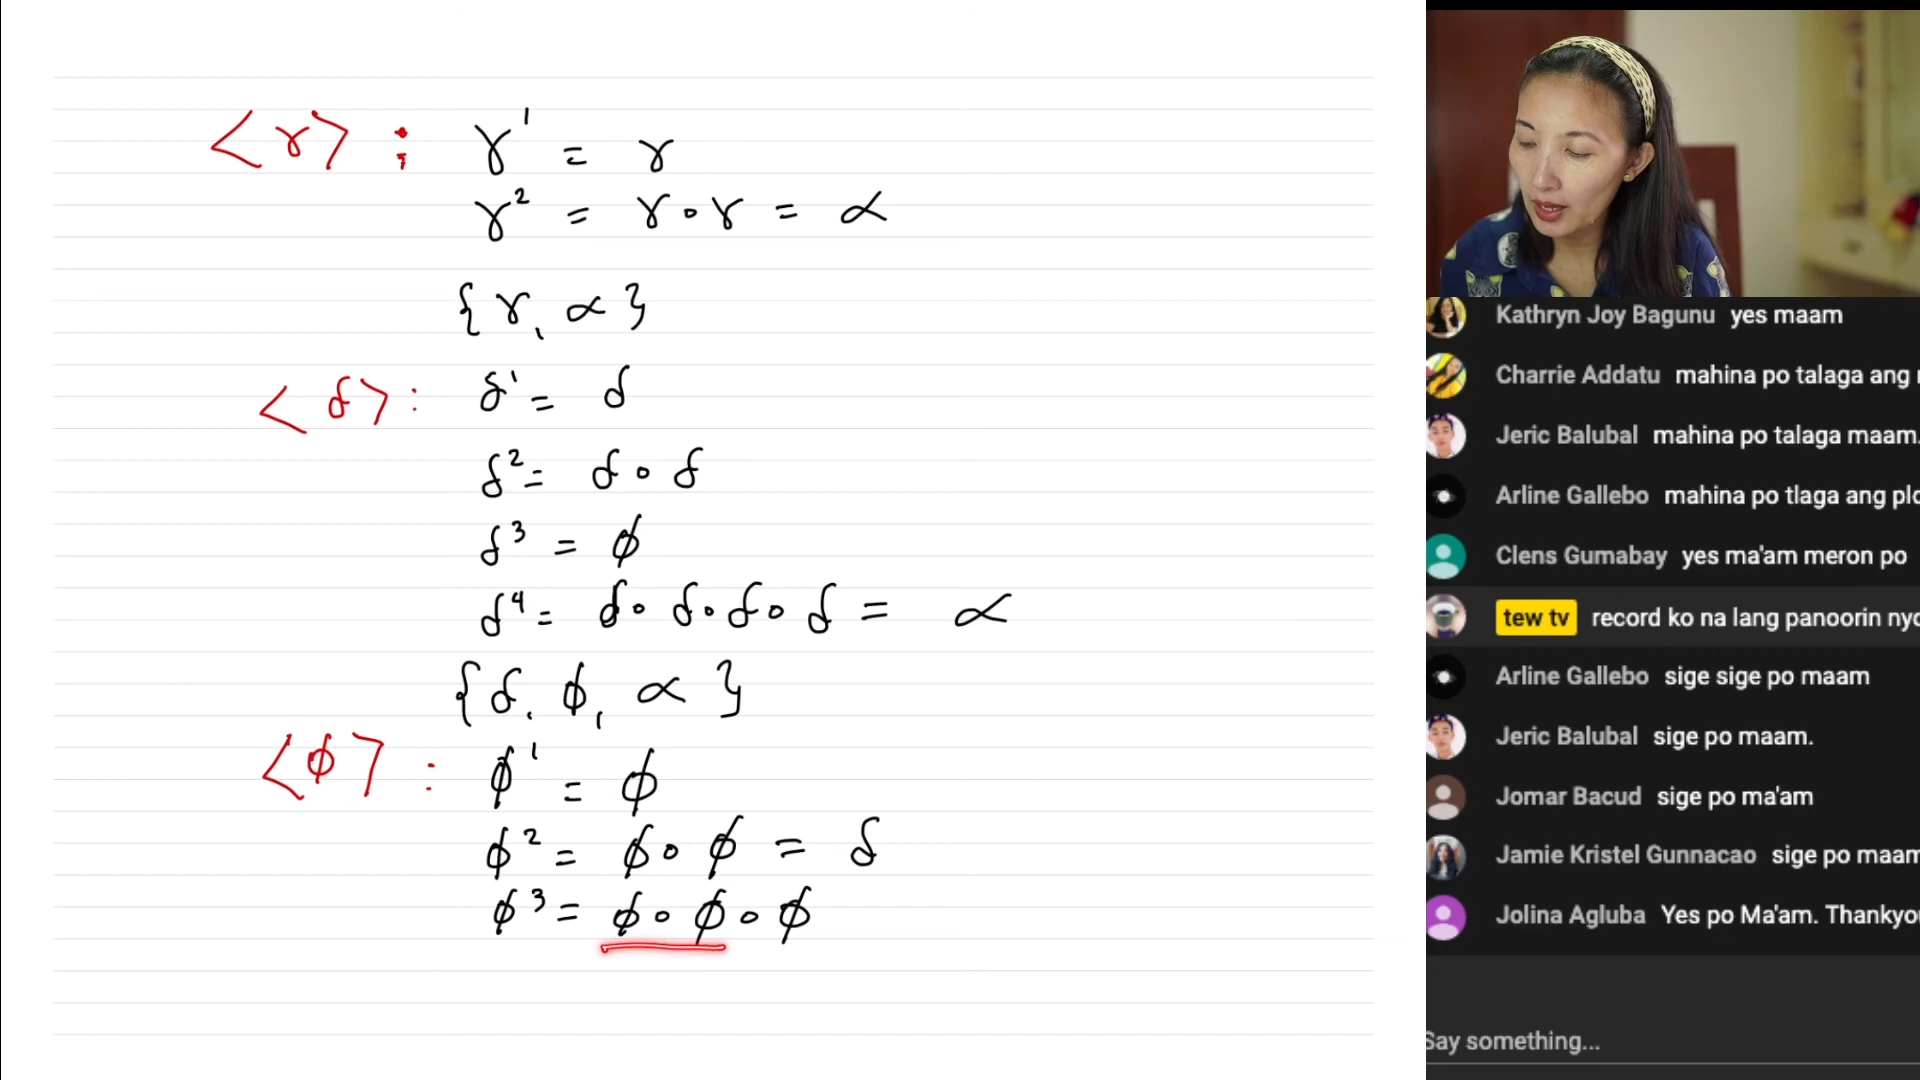 <γ> : γ¹ = γ
γ² = γ∘γ = α
{γ, α}
<δ> : δ¹ = δ
δ² = δ∘δ
δ³ = ϕ
δ⁴ = δ∘δ∘δ∘δ = α
{δ, ϕ, α}
<ϕ> : ϕ¹ = ϕ
ϕ² = ϕ∘ϕ = δ
ϕ³ = ϕ∘ϕ∘ϕ
Kathryn Joy Bagunu yes maam
Charrie Addatu mahina po talaga ang
Jeric Balubal mahina po talaga maam.
Arline Gallebo mahina po tlaga ang
Clens Gumabay yes ma'am meron po
tew tv record ko na lang panoorin
Arline Gallebo sige sige po maam
Jeric Balubal sige po maam.
Jomar Bacud sige po ma'am
Jamie Kristel Gunnacao sige po maam
Jolina Agluba Yes po Ma'am.
Say something...